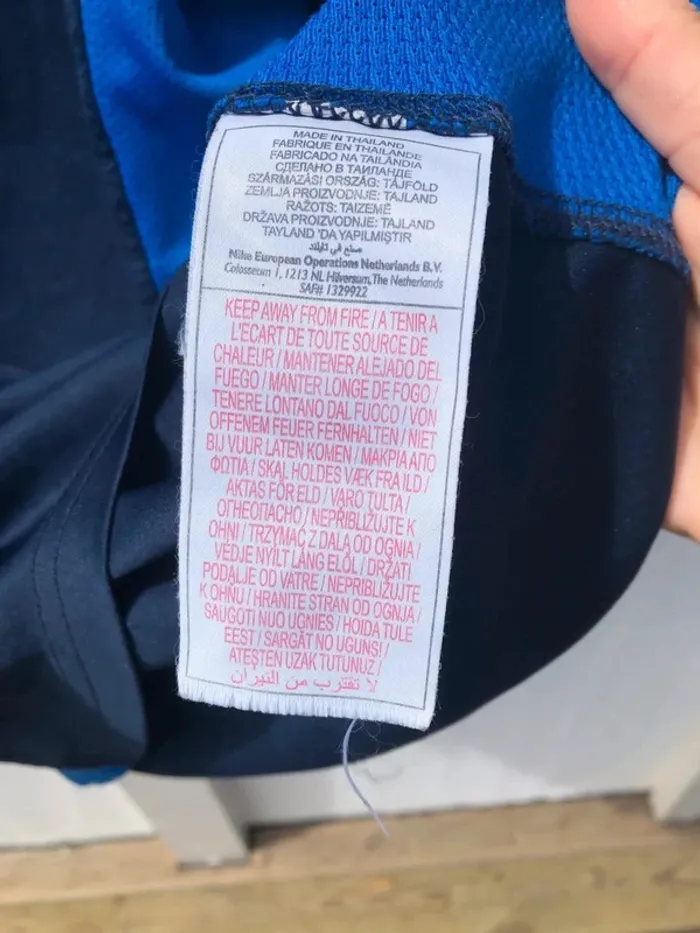 MADE IN THAILAND
FABRIQUE EN THAILANDE
FABRICADO NA TAILÂNDIA
СДЕЛАНО В ТАИЛАНДЕ
SZÁRMAZÁSI ORSZÁG: TÁJFÖLD
ZEMLJA PROIZVODNJE: TAJLAND
RAŽOTS: TAIZEMĒ
DRŽAVA PROIZVODNJE: TAJLAND
TAYLAND 'DA YAPILMIŞTIR
صنع في تايلند
Nike European Operations Netherlands B.V.
Colosseum 1, 1213 NL Hilversum, The Netherlands
SAF# 1329922
KEEP AWAY FROM FIRE / A TENIR A
L'ECART DE TOUTE SOURCE DE
CHALEUR / MANTENER ALEJADO DEL
FUEGO / MANTER LONGE DE FOGO /
TENERE LONTANO DAL FUOCO / VON
OFFENEM FEUER FERNHALTEN / NIET
BIJ VUUR LATEN KOMEN / ΜΑΚΡΙΑ ΑΠΟ
ΦΩΤΙΑ / SKAL HOLDES VÆK FRA ILD /
AKTAS FÖR ELD / VARO TULTA /
ОГНЕОПАСНО / NEPŘIBLIŽUJTE K
OHNI / TRZYMAĆ Z DALA OD OGNIA /
VÉDJE NYÍLT LÁNG ELŐL / DRŽATI
PODALJE OD VATRE / NEPRIBLIŽUJTE
K OHŇU / HRANITE STRAN OD OGNJA /
SAUGOTI NUO UGNIES / HOIDA TULE
EEST / SARGĀT NO UGUNS! /
ATEŞTEN UZAK TUTUNUZ /
لا تقترب من النيران